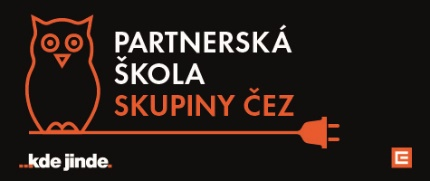 PARTNERSKÁ
ŠKOLA
SKUPINY ČEZ
..kde jinde.
E